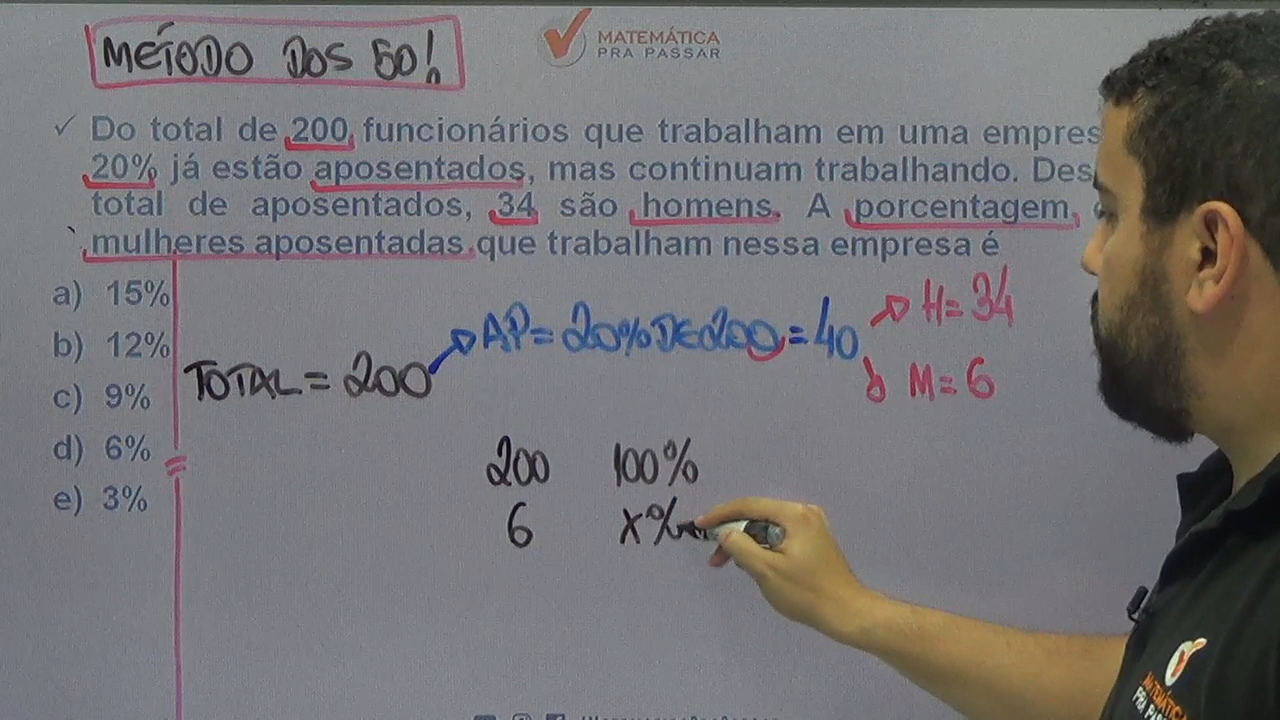 MÉTODO DOS 50!
MATEMÁTICA
PRA PASSAR
✓ Do total de 200 funcionários que trabalham em uma
20% já estão aposentados, mas continuam trabalhando.
total de aposentados, 34 são homens. A porcentagem
mulheres aposentadas que trabalham nessa empresa é
a) 15%
b) 12%
c) 9%
d) 6%
e) 3%
TOTAL = 200
AP = 20% DE 200 = 40
H = 34
M = 6
200 100%
6 x%
MATEMÁTICA